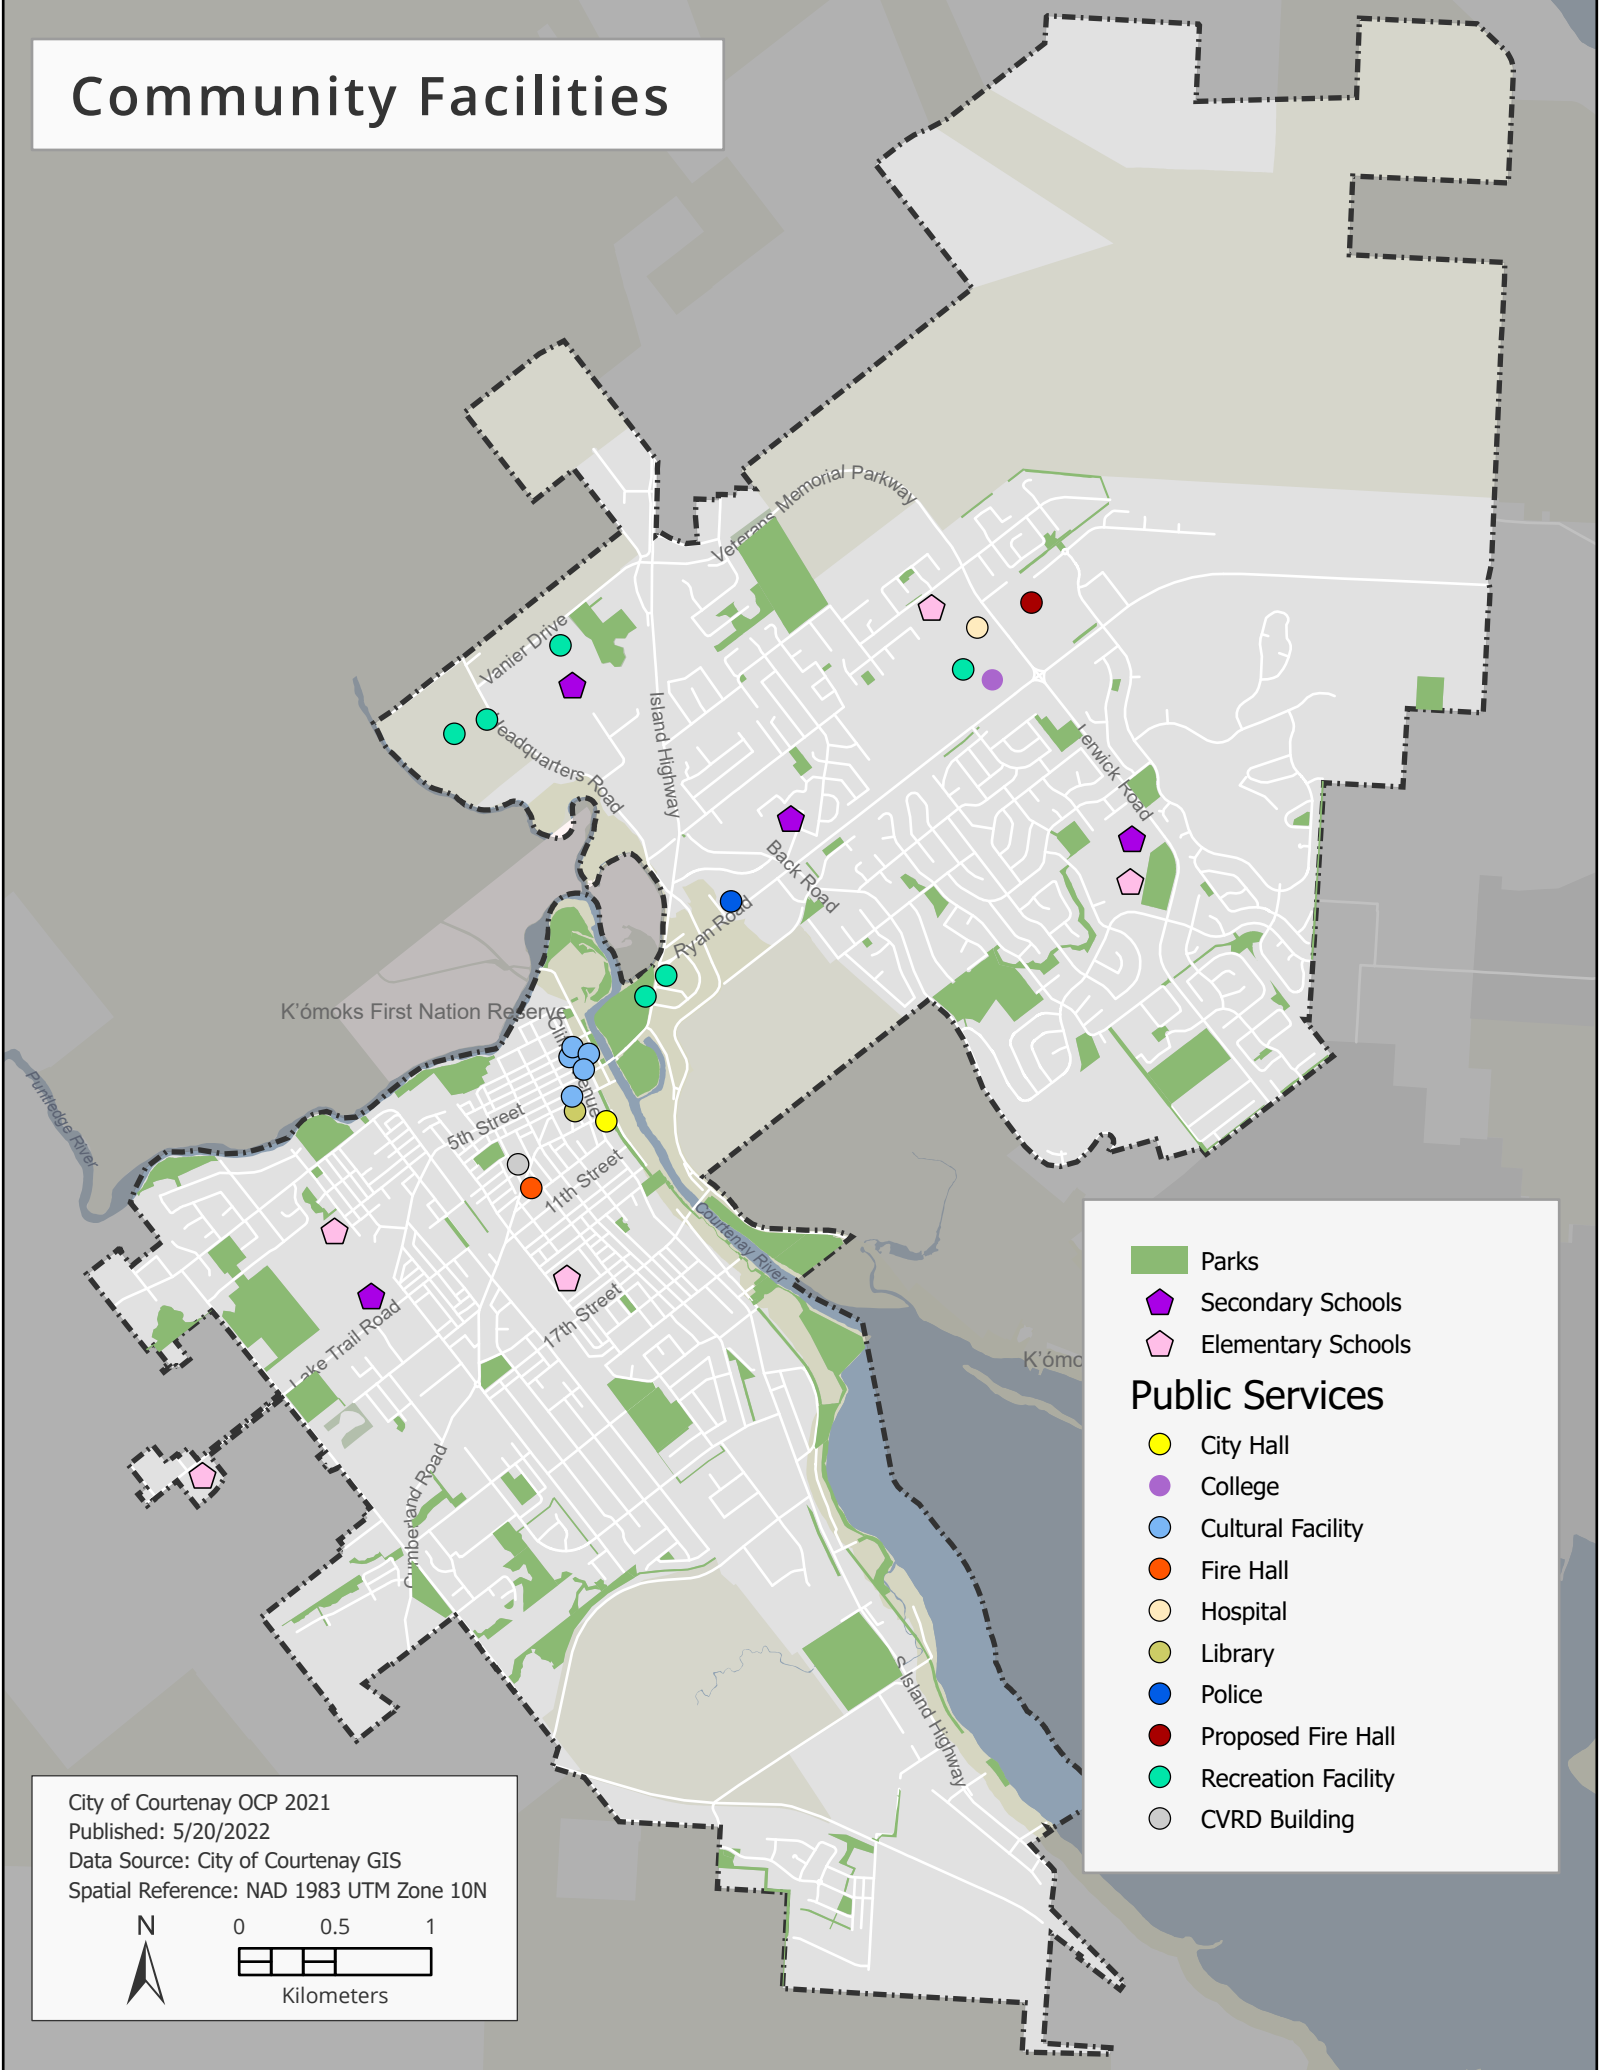 Community Facilities
Veterans Memorial Parkway
Vanier Drive
Headquarters Road
Island Highway
Lerwick Road
Back Road
Ryan Road
K'ómoks First Nation Reserve
Puntledge River
5th Street
11th Street
Courtenay River
17th Street
Lake Trail Road
Cumberland Road
S Island Highway
Parks
Secondary Schools
Elementary Schools
Public Services
City Hall
College
Cultural Facility
Fire Hall
Hospital
Library
Police
Proposed Fire Hall
Recreation Facility
CVRD Building
City of Courtenay OCP 2021
Published: 5/20/2022
Data Source: City of Courtenay GIS
Spatial Reference: NAD 1983 UTM Zone 10N
N
0 0.5 1
Kilometers